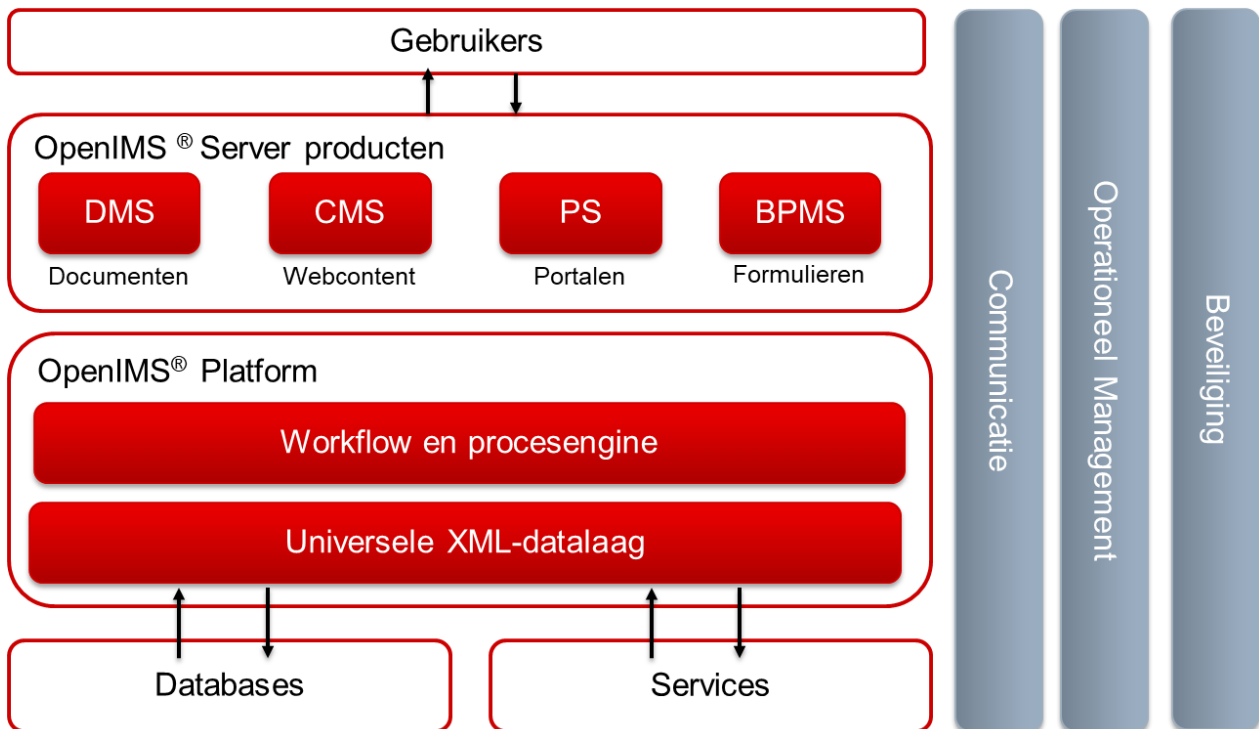 Gebruikers
OpenIMS ® Server producten
DMS
CMS
PS
BPMS
Documenten
Webcontent
Portalen
Formulieren
OpenIMS® Platform
Workflow en procesengine
Universele XML-datalaag
Databases
Services
Communicatie
Operationeel Management
Beveiliging